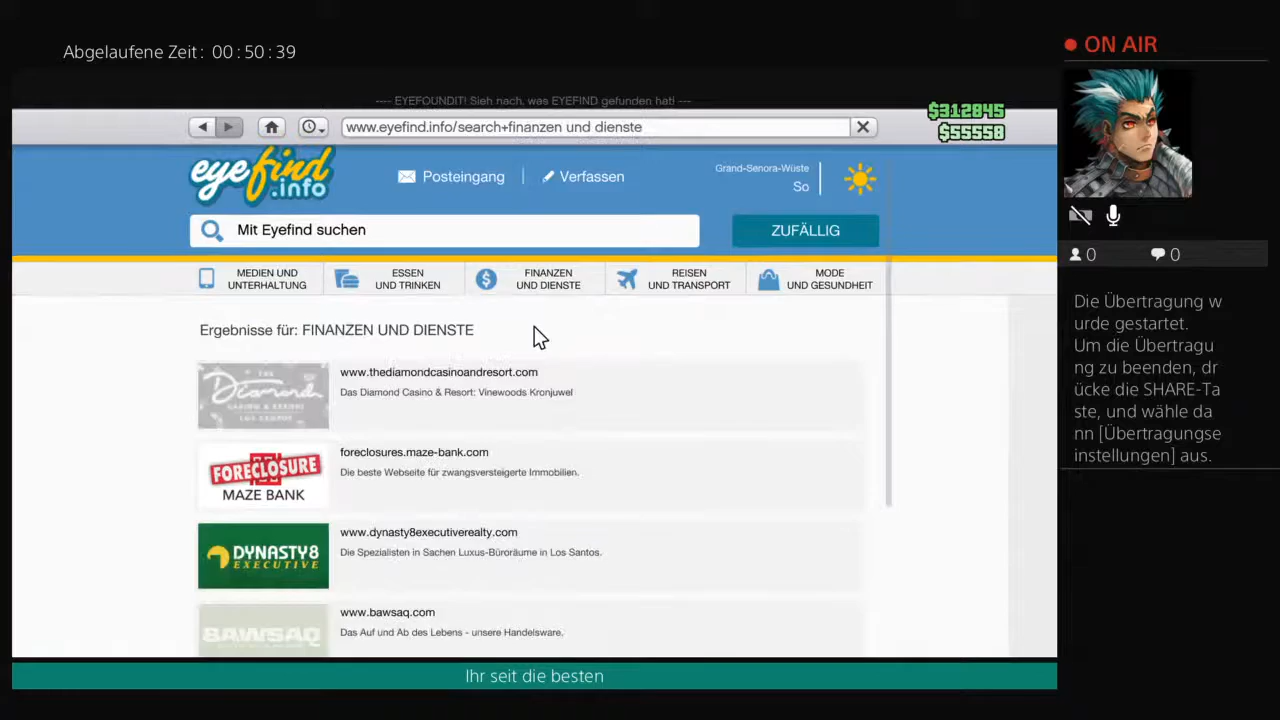 Abgelaufene Zeit: 00:50:39
ON AIR
---- EYEFOUNDIT! Sieh nach, was EYEFIND gefunden hat! ---
$312845
$55558
www.eyefind.info/search+finanzen und dienste
eyefind
.info
Posteingang
Verfassen
Grand-Senora-Wüste
So
Mit Eyefind suchen
ZUFÄLLIG
0
0
MEDIEN UND
UNTERHALTUNG
ESSEN
UND TRINKEN
FINANZEN
UND DIENSTE
REISEN
UND TRANSPORT
MODE
UND GESUNDHEIT
Die Übertragung w
urde gestartet.
Um die Übertragu
ng zu beenden, dr
ücke die SHARE-Ta
ste, und wähle da
nn [Übertragungse
instellungen] aus.
Ergebnisse für: FINANZEN UND DIENSTE
THE
Diamond
CASINO & RESORT
LOS SANTOS
www.thediamondcasinoandresort.com
Das Diamond Casino & Resort: Vinewoods Kronjuwel
FORECLOSURE
MAZE BANK
foreclosures.maze-bank.com
Die beste Webseite für zwangsversteigerte Immobilien.
DYNASTY8
EXECUTIVE
www.dynasty8executiverealty.com
Die Spezialisten in Sachen Luxus-Büroräume in Los Santos.
BAWSAQ
www.bawsaq.com
Das Auf und Ab des Lebens - unsere Handelsware.
Ihr seit die besten